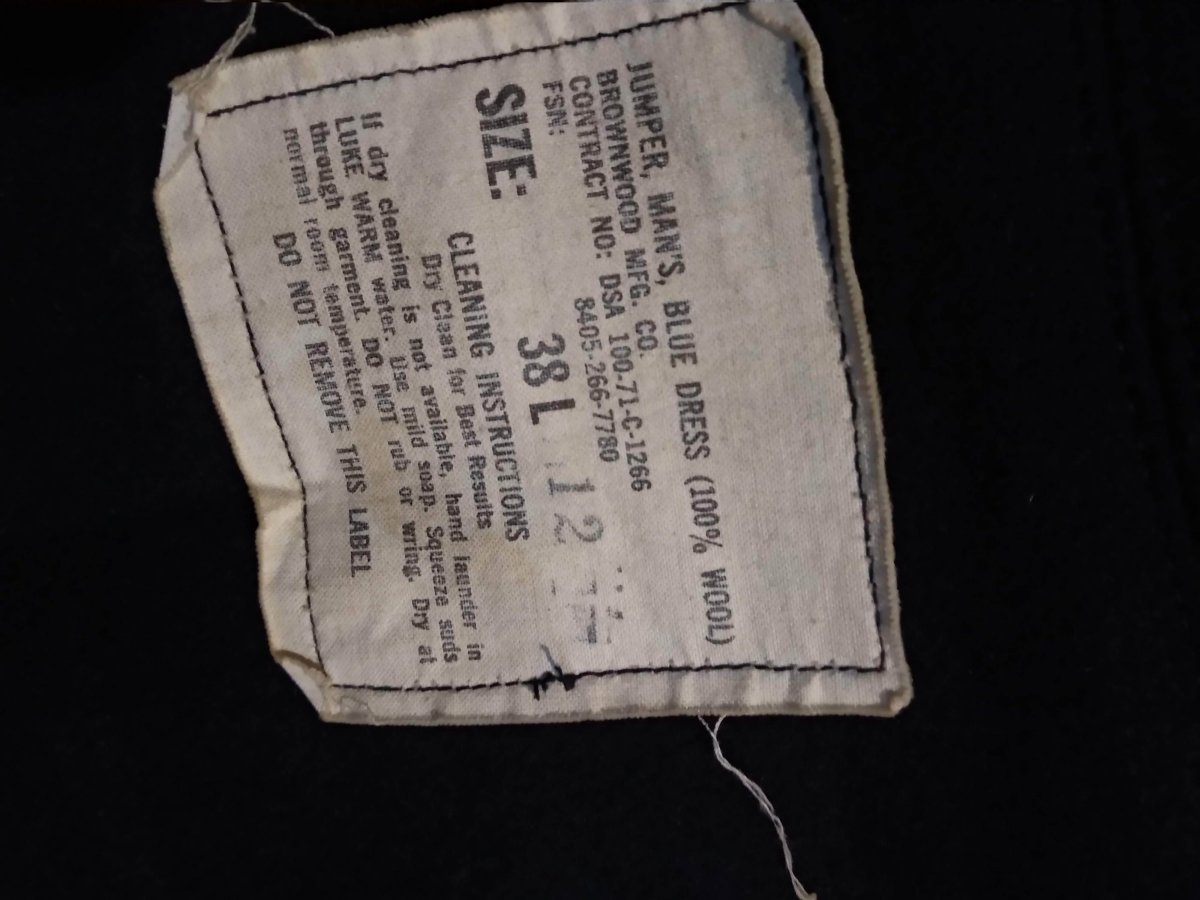 JUMPER, MAN'S, BLUE DRESS (100% WOOL)
BROWNWOOD MFG. CO.
CONTRACT NO: DSA 100-71-C-1266
FSN: 8405-266-7780
SIZE: 38 L 12
CLEANING INSTRUCTIONS
Dry Clean for Best Results
If dry cleaning is not available, hand launder in
LUKE WARM water. Use mild soap. Squeeze suds
through garment. DO NOT rub or wring. Dry at
normal room temperature.
DO NOT REMOVE THIS LABEL